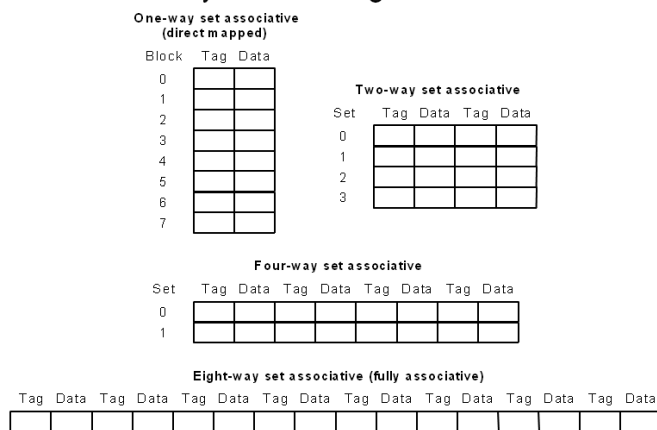 One-way set associative
(direct mapped)
Block Tag Data
0
1
2
3
4
5
6
7
Two-way set associative
Set Tag Data Tag Data
0
1
2
3
Four-way set associative
Set Tag Data Tag Data Tag Data Tag Data
0
1
Eight-way set associative (fully associative)
Tag Data Tag Data Tag Data Tag Data Tag Data Tag Data Tag Data Tag Data